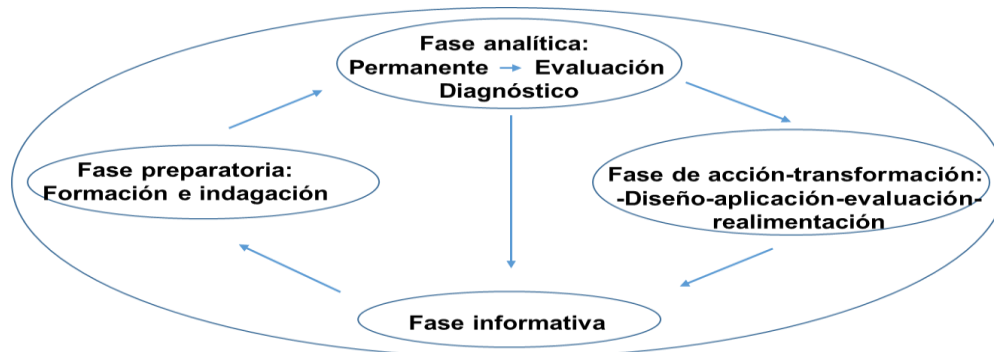 Fase analítica:
Permanente → Evaluación
Diagnóstico
Fase preparatoria:
Formación e indagación
Fase de acción-transformación:
-Diseño-aplicación-evaluación-
realimentación
Fase informativa